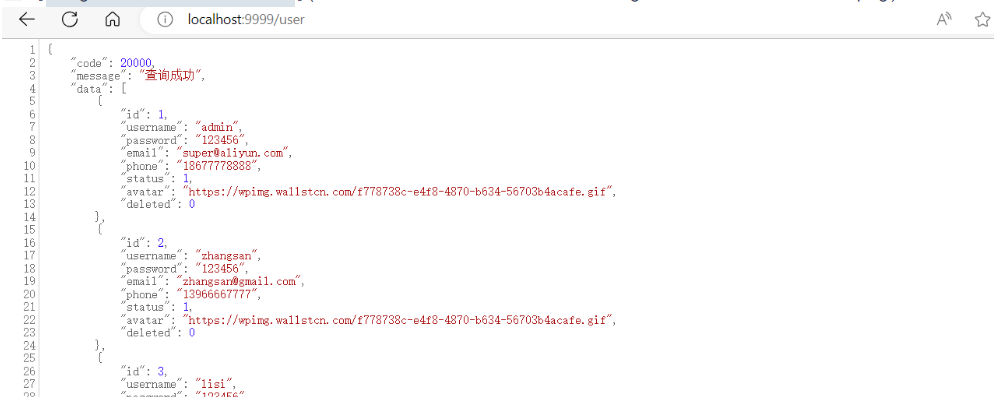 localhost:9999/user
1 {
2 "code": 20000,
3 "message": "查询成功",
4 "data": [
5 {
6 "id": 1,
7 "username": "admin",
8 "password": "123456",
9 "email": "super@aliyun.com",
10 "phone": "18677778888",
11 "status": 1,
12 "avatar": "https://wpimg.wallstcn.com/f778738c-e4f8-4870-b634-56703b4acafe.gif",
13 "deleted": 0
14 },
15 {
16 "id": 2,
17 "username": "zhangsan",
18 "password": "123456",
19 "email": "zhangsan@gmail.com",
20 "phone": "13966667777",
21 "status": 1,
22 "avatar": "https://wpimg.wallstcn.com/f778738c-e4f8-4870-b634-56703b4acafe.gif",
23 "deleted": 0
24 },
25 {
26 "id": 3,
27 "username": "lisi",
28 "password": "123456"